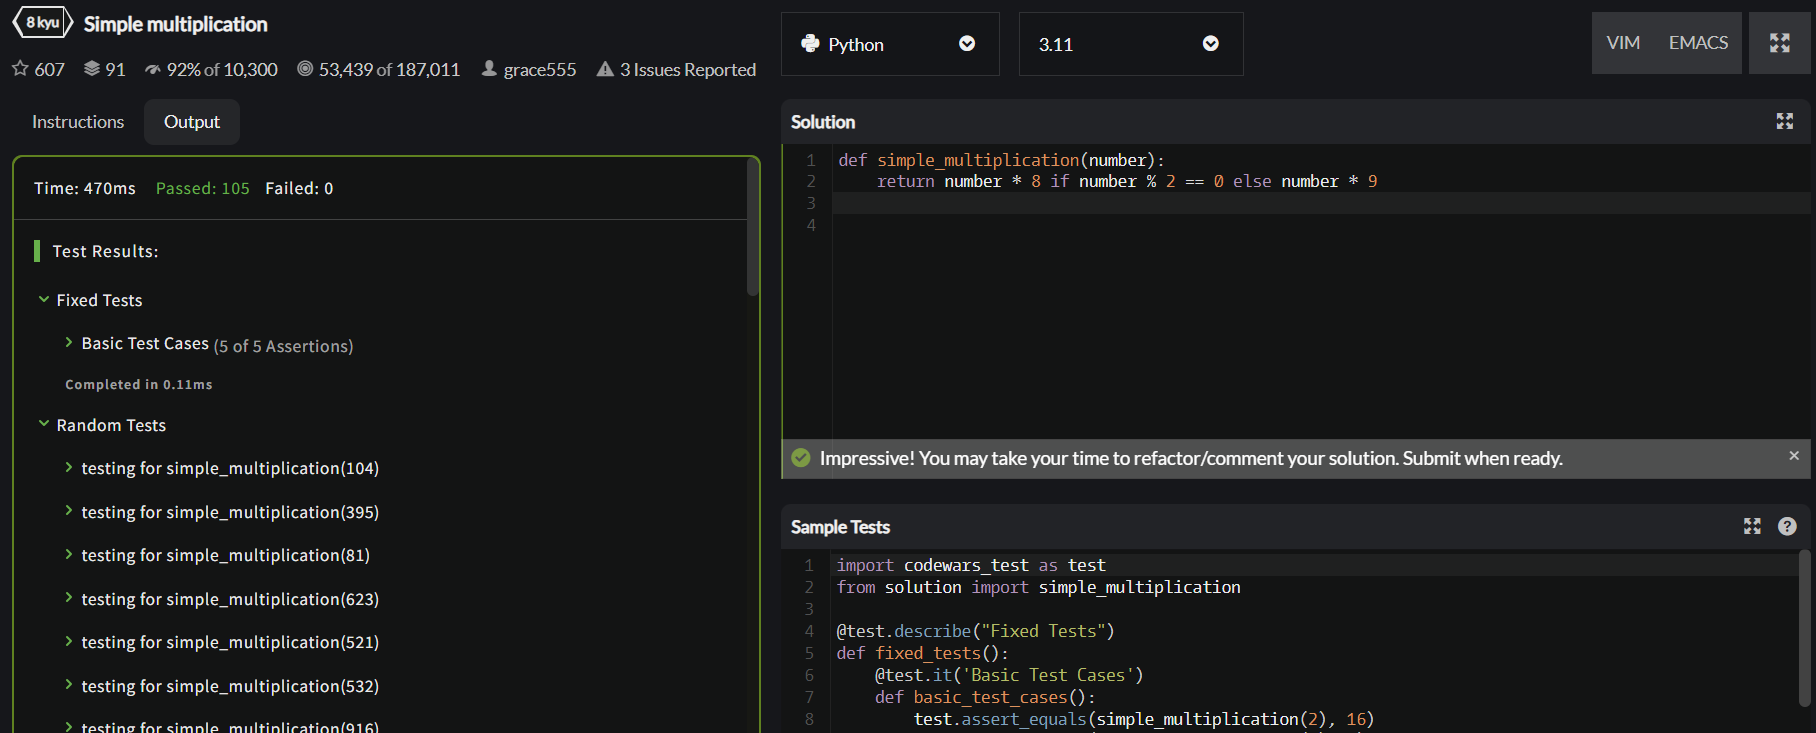 8 kyu Simple multiplication
607 91 92% of 10,300 53,439 of 187,011 grace555 3 Issues Reported
Instructions Output
Time: 470ms Passed: 105 Failed: 0
Test Results:
Fixed Tests
Basic Test Cases (5 of 5 Assertions)
Completed in 0.11ms
Random Tests
testing for simple_multiplication(104)
testing for simple_multiplication(395)
testing for simple_multiplication(81)
testing for simple_multiplication(623)
testing for simple_multiplication(521)
testing for simple_multiplication(532)
testing for simple_multiplication(916)
Python 3.11 VIM EMACS
Solution
1 def simple_multiplication(number):
2 return number * 8 if number % 2 == 0 else number * 9
3
4
Impressive! You may take your time to refactor/comment your solution. Submit when ready.
Sample Tests
1 import codewars_test as test
2 from solution import simple_multiplication
3
4 @test.describe("Fixed Tests")
5 def fixed_tests():
6 @test.it('Basic Test Cases')
7 def basic_test_cases():
8 test.assert_equals(simple_multiplication(2), 16)